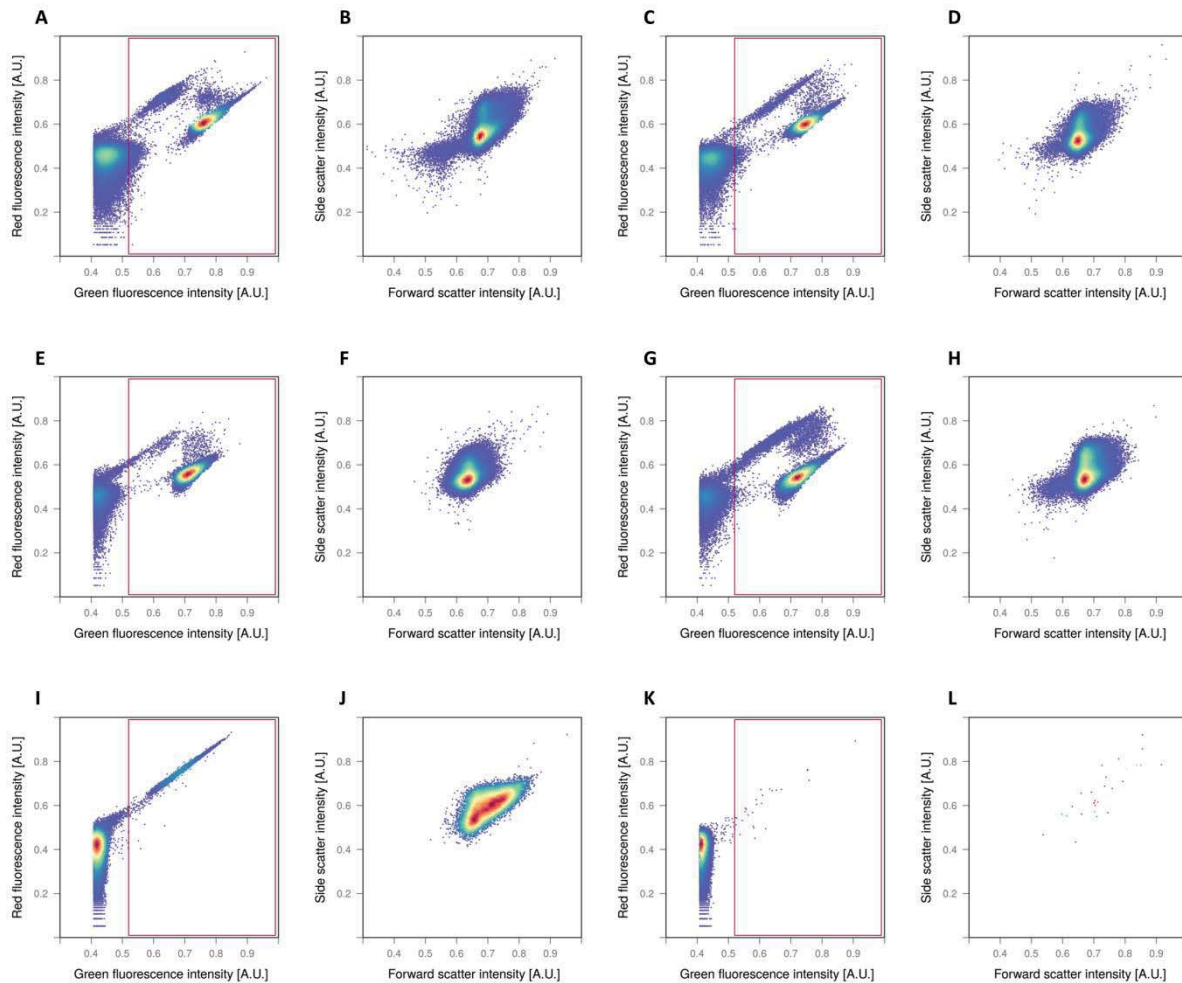 A B C D
Red fluorescence intensity [A.U.]
0.8
0.6
0.4
0.2
0.4 0.5 0.6 0.7 0.8 0.9
Green fluorescence intensity [A.U.]
Side scatter intensity [A.U.]
0.8
0.6
0.4
0.2
0.4 0.5 0.6 0.7 0.8 0.9
Forward scatter intensity [A.U.]
Red fluorescence intensity [A.U.]
0.8
0.6
0.4
0.2
0.4 0.5 0.6 0.7 0.8 0.9
Green fluorescence intensity [A.U.]
Side scatter intensity [A.U.]
0.8
0.6
0.4
0.2
0.4 0.5 0.6 0.7 0.8 0.9
Forward scatter intensity [A.U.]
E F G H
Red fluorescence intensity [A.U.]
0.8
0.6
0.4
0.2
0.4 0.5 0.6 0.7 0.8 0.9
Green fluorescence intensity [A.U.]
Side scatter intensity [A.U.]
0.8
0.6
0.4
0.2
0.4 0.5 0.6 0.7 0.8 0.9
Forward scatter intensity [A.U.]
Red fluorescence intensity [A.U.]
0.8
0.6
0.4
0.2
0.4 0.5 0.6 0.7 0.8 0.9
Green fluorescence intensity [A.U.]
Side scatter intensity [A.U.]
0.8
0.6
0.4
0.2
0.4 0.5 0.6 0.7 0.8 0.9
Forward scatter intensity [A.U.]
I J K L
Red fluorescence intensity [A.U.]
0.8
0.6
0.4
0.2
0.4 0.5 0.6 0.7 0.8 0.9
Green fluorescence intensity [A.U.]
Side scatter intensity [A.U.]
0.8
0.6
0.4
0.2
0.4 0.5 0.6 0.7 0.8 0.9
Forward scatter intensity [A.U.]
Red fluorescence intensity [A.U.]
0.8
0.6
0.4
0.2
0.4 0.5 0.6 0.7 0.8 0.9
Green fluorescence intensity [A.U.]
Side scatter intensity [A.U.]
0.8
0.6
0.4
0.2
0.4 0.5 0.6 0.7 0.8 0.9
Forward scatter intensity [A.U.]